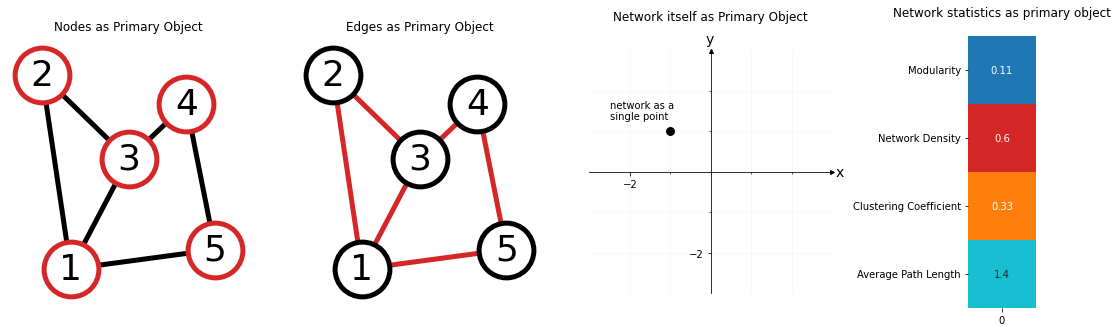 Nodes as Primary Object
2
4
3
1
5
Edges as Primary Object
2
4
3
1
5
Network itself as Primary Object
y
network as a
single point
x
−2
−2
Network statistics as primary object
Modularity
0.11
Network Density
0.6
Clustering Coefficient
0.33
Average Path Length
1.4
0